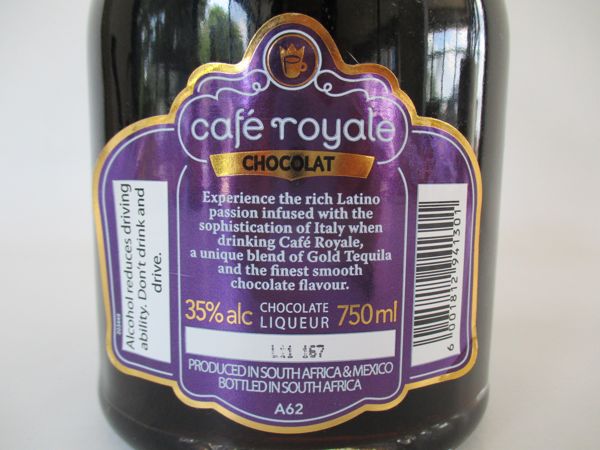 café royale
CHOCOLAT
Experience the rich Latino
passion infused with the
sophistication of Italy when
drinking Café Royale,
a unique blend of Gold Tequila
and the finest smooth
chocolate flavour.
35% alc CHOCOLATE LIQUEUR 750 ml
L11 167
PRODUCED IN SOUTH AFRICA & MEXICO
BOTTLED IN SOUTH AFRICA
A62
Alcohol reduces driving
ability. Don't drink and
drive.
6 001812 941301